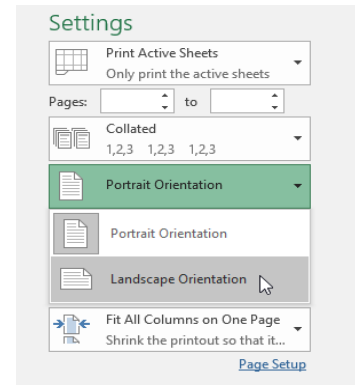 Settings
Print Active Sheets
Only print the active sheets
Pages: to
Collated
1,2,3 1,2,3 1,2,3
Portrait Orientation
Portrait Orientation
Landscape Orientation
Fit All Columns on One Page
Shrink the printout so that it...
Page Setup